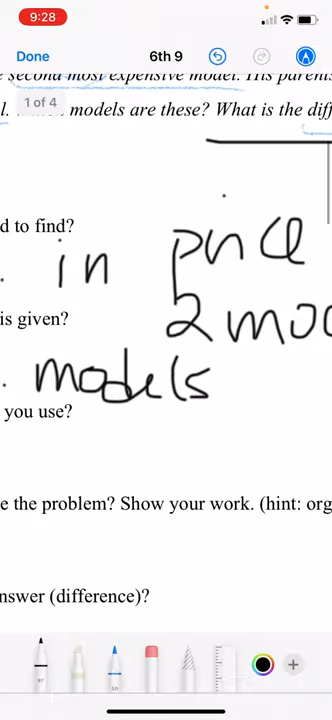 9:28
Done 6th 9
second most expensive model. His parents
1 of 4
models are these? What is the diff
d to find?
in price
is given?
2 mod
models
you use?
e the problem? Show your work. (hint: org
nswer (difference)?